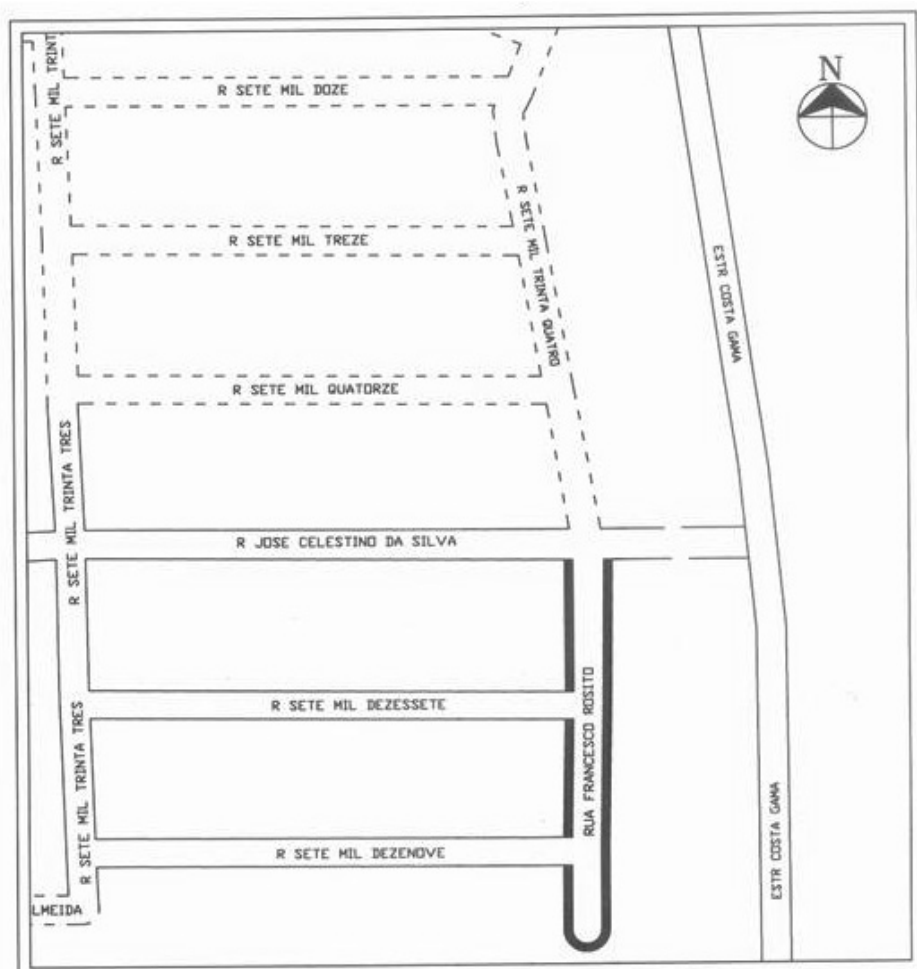 R SETE MIL TRINT
R SETE MIL DOZE
N
R SETE MIL TREZE
R SETE MIL TRINTA QUATRO
ESTR COSTA GAMA
R SETE MIL QUATORZE
R SETE MIL TRINTA TRES
R JOSE CELESTINO DA SILVA
R SETE MIL DEZESSETE
RUA FRANCESCO ROSITO
R SETE MIL TRINTA TRES
R SETE MIL DEZENOVE
ESTR COSTA GAMA
LMEIDA